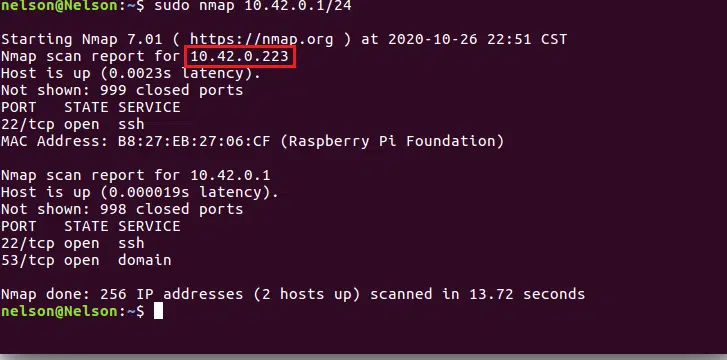 nelson@Nelson:~$ sudo nmap 10.42.0.1/24
Starting Nmap 7.01 ( https://nmap.org ) at 2020-10-26 22:51 CST
Nmap scan report for 10.42.0.223
Host is up (0.0023s latency).
Not shown: 999 closed ports
PORT   STATE SERVICE
22/tcp open  ssh
MAC Address: B8:27:EB:27:06:CF (Raspberry Pi Foundation)
Nmap scan report for 10.42.0.1
Host is up (0.000019s latency).
Not shown: 998 closed ports
PORT   STATE SERVICE
22/tcp open  ssh
53/tcp open  domain
Nmap done: 256 IP addresses (2 hosts up) scanned in 13.72 seconds
nelson@Nelson:~$